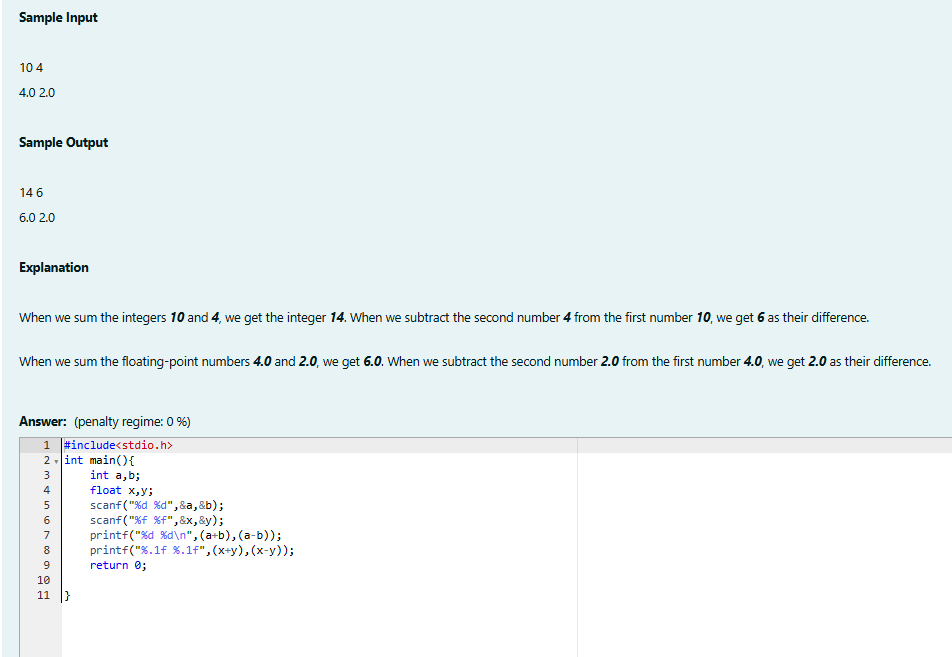 Sample Input
10 4
4.0 2.0
Sample Output
14 6
6.0 2.0
Explanation
When we sum the integers 10 and 4, we get the integer 14. When we subtract the second number 4 from the first number 10, we get 6 as their difference.
When we sum the floating-point numbers 4.0 and 2.0, we get 6.0. When we subtract the second number 2.0 from the first number 4.0, we get 2.0 as their difference.
Answer: (penalty regime: 0 %)
1 #include<stdio.h>
2 int main(){
3     int a,b;
4     float x,y;
5     scanf("%d %d",&a,&b);
6     scanf("%f %f",&x,&y);
7     printf("%d %d\n",(a+b),(a-b));
8     printf("%.1f %.1f",(x+y),(x-y));
9     return 0;
10
11 }